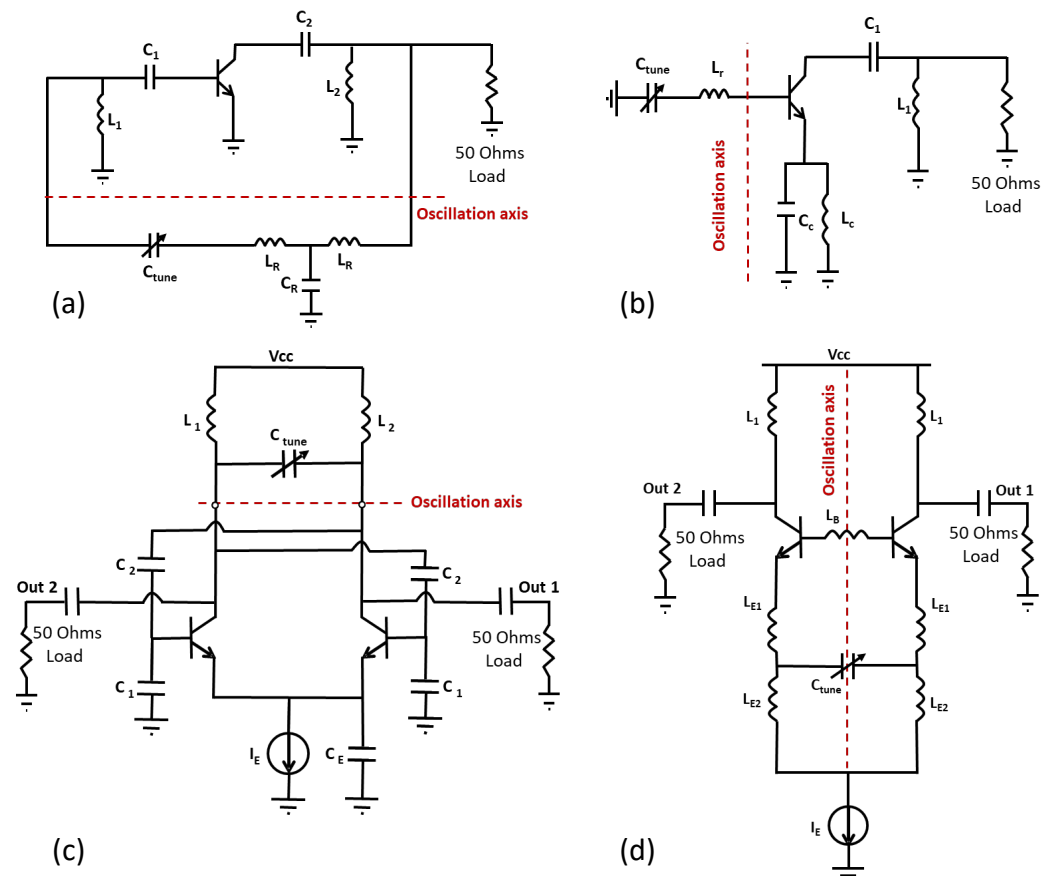 C2
C1
L1
L2
50 Ohms
Load
Oscillation axis
Ctune
LR
LR
CR
(a)
C1
Ctune
Lr
L1
50 Ohms
Load
Oscillation axis
Cc
Lc
(b)
Vcc
L1
L2
Ctune
Oscillation axis
C2
C2
Out 2
Out 1
50 Ohms
Load
50 Ohms
Load
C1
C1
IE
CE
(c)
Vcc
L1
L1
Oscillation axis
Out 2
Out 1
LB
50 Ohms
Load
50 Ohms
Load
LE1
LE1
Ctune
LE2
LE2
IE
(d)